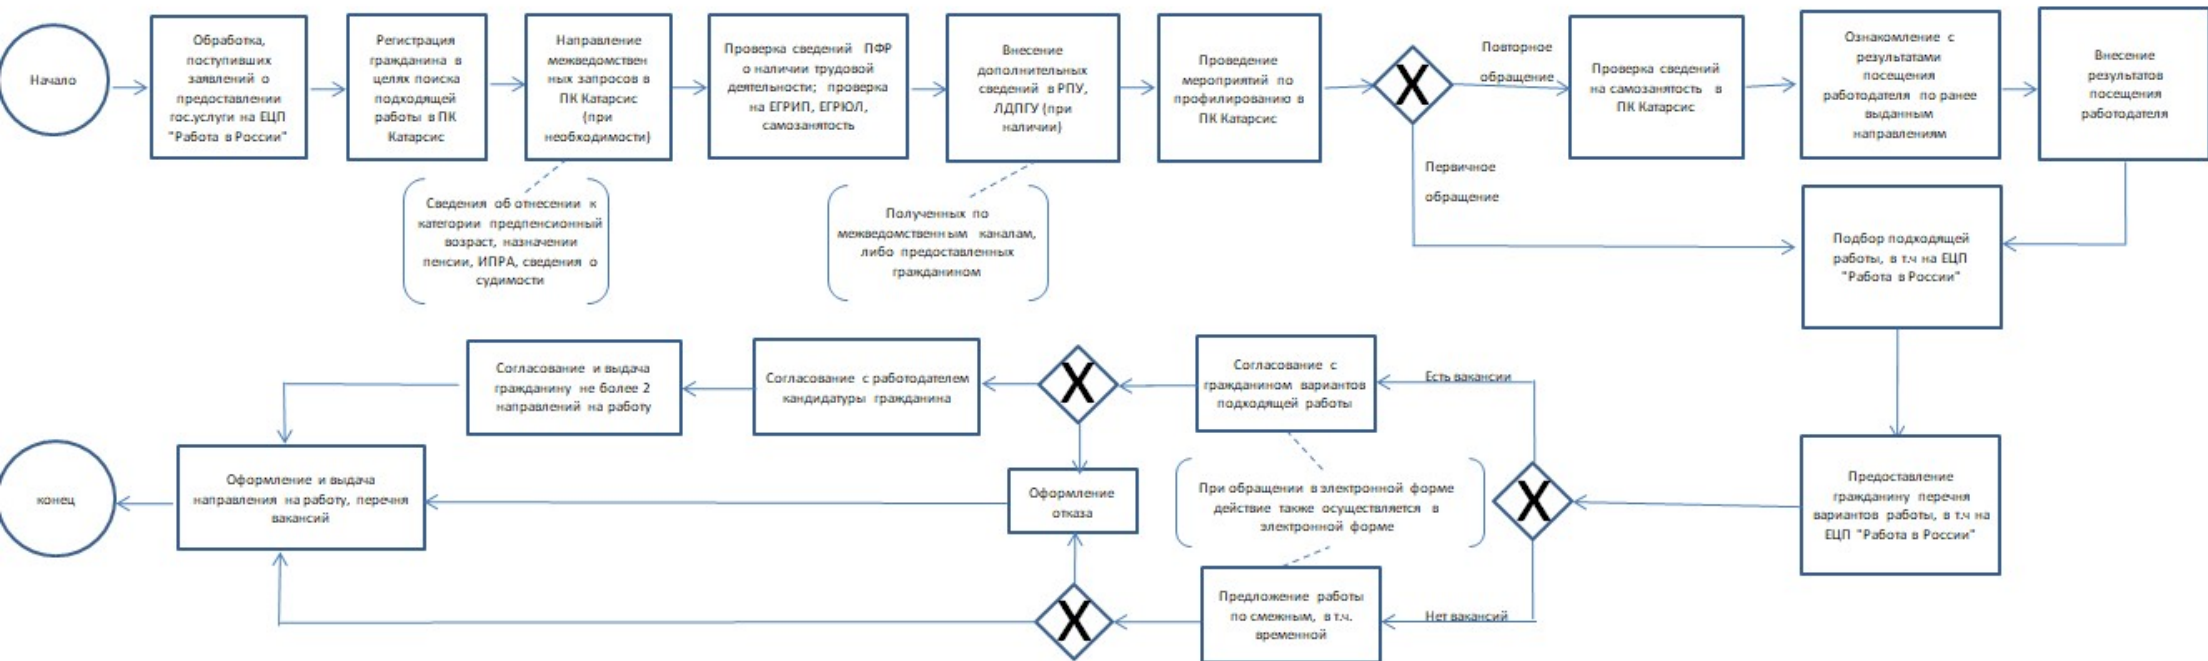 Начало
Обработка,
поступивших
заявлений о
предоставлении
гос.услуги на ЕЦП
"Работа в России"
Регистрация
гражданина в
целях поиска
подходящей
работы в ПК
Катарсис
Направление
межведомствен
ных запросов в
ПК Катарсис
(при
необходимости)
Проверка сведений ПФР
о наличии трудовой
деятельности; проверка
на ЕГРИП, ЕГРЮЛ,
самозанятость
Внесение
дополнительных
сведений в РПУ,
ЛДПГУ (при
наличии)
Проведение
мероприятий по
профилированию в
ПК Катарсис
X
Повторное
обращение
Проверка сведений
на самозанятость в
ПК Катарсис
Ознакомление с
результатами
посещения
работодателя по ранее
выданным
направлениям
Внесение
результатов
посещения
работодателя
Сведения об отнесении к
категории предпенсионный
возраст, назначении
пенсии, ИПРА, сведения о
судимости
Полученных по
межведомственным каналам,
либо предоставленных
гражданином
Первичное
обращение
Подбор подходящей
работы, в т.ч на ЕЦП
"Работа в России"
Согласование и выдача
гражданину не более 2
направлений на работу
Согласование с работодателем
кандидатуры гражданина
X
Согласование с
гражданином вариантов
подходящей работы
Есть вакансии
конец
Оформление и выдача
направления на работу, перечня
вакансий
Оформление
отказа
При обращении в электронной форме
действие также осуществляется в
электронной форме
X
Предоставление
гражданину перечня
вариантов работы, в т.ч на
ЕЦП "Работа в России"
X
Предложение работы
по смежным, в т.ч.
временной
Нет вакансий